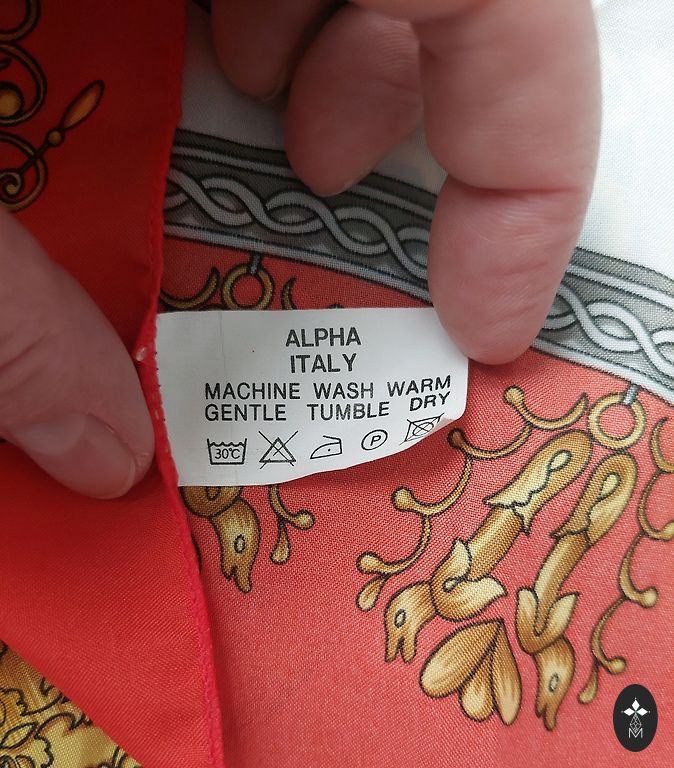 ALPHA
ITALY
MACHINE WASH WARM
GENTLE TUMBLE DRY
30°C P
M